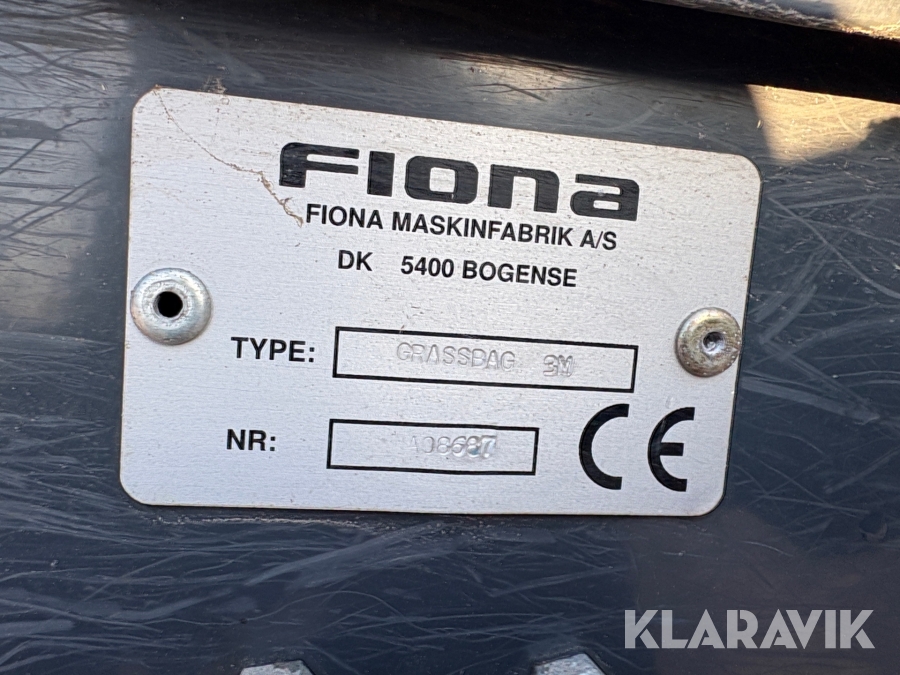 FIONA
FIONA MASKINFABRIK A/S
DK 5400 BOGENSE
TYPE: GRASSBAG 3M
NR:
CE
KLARAVIK